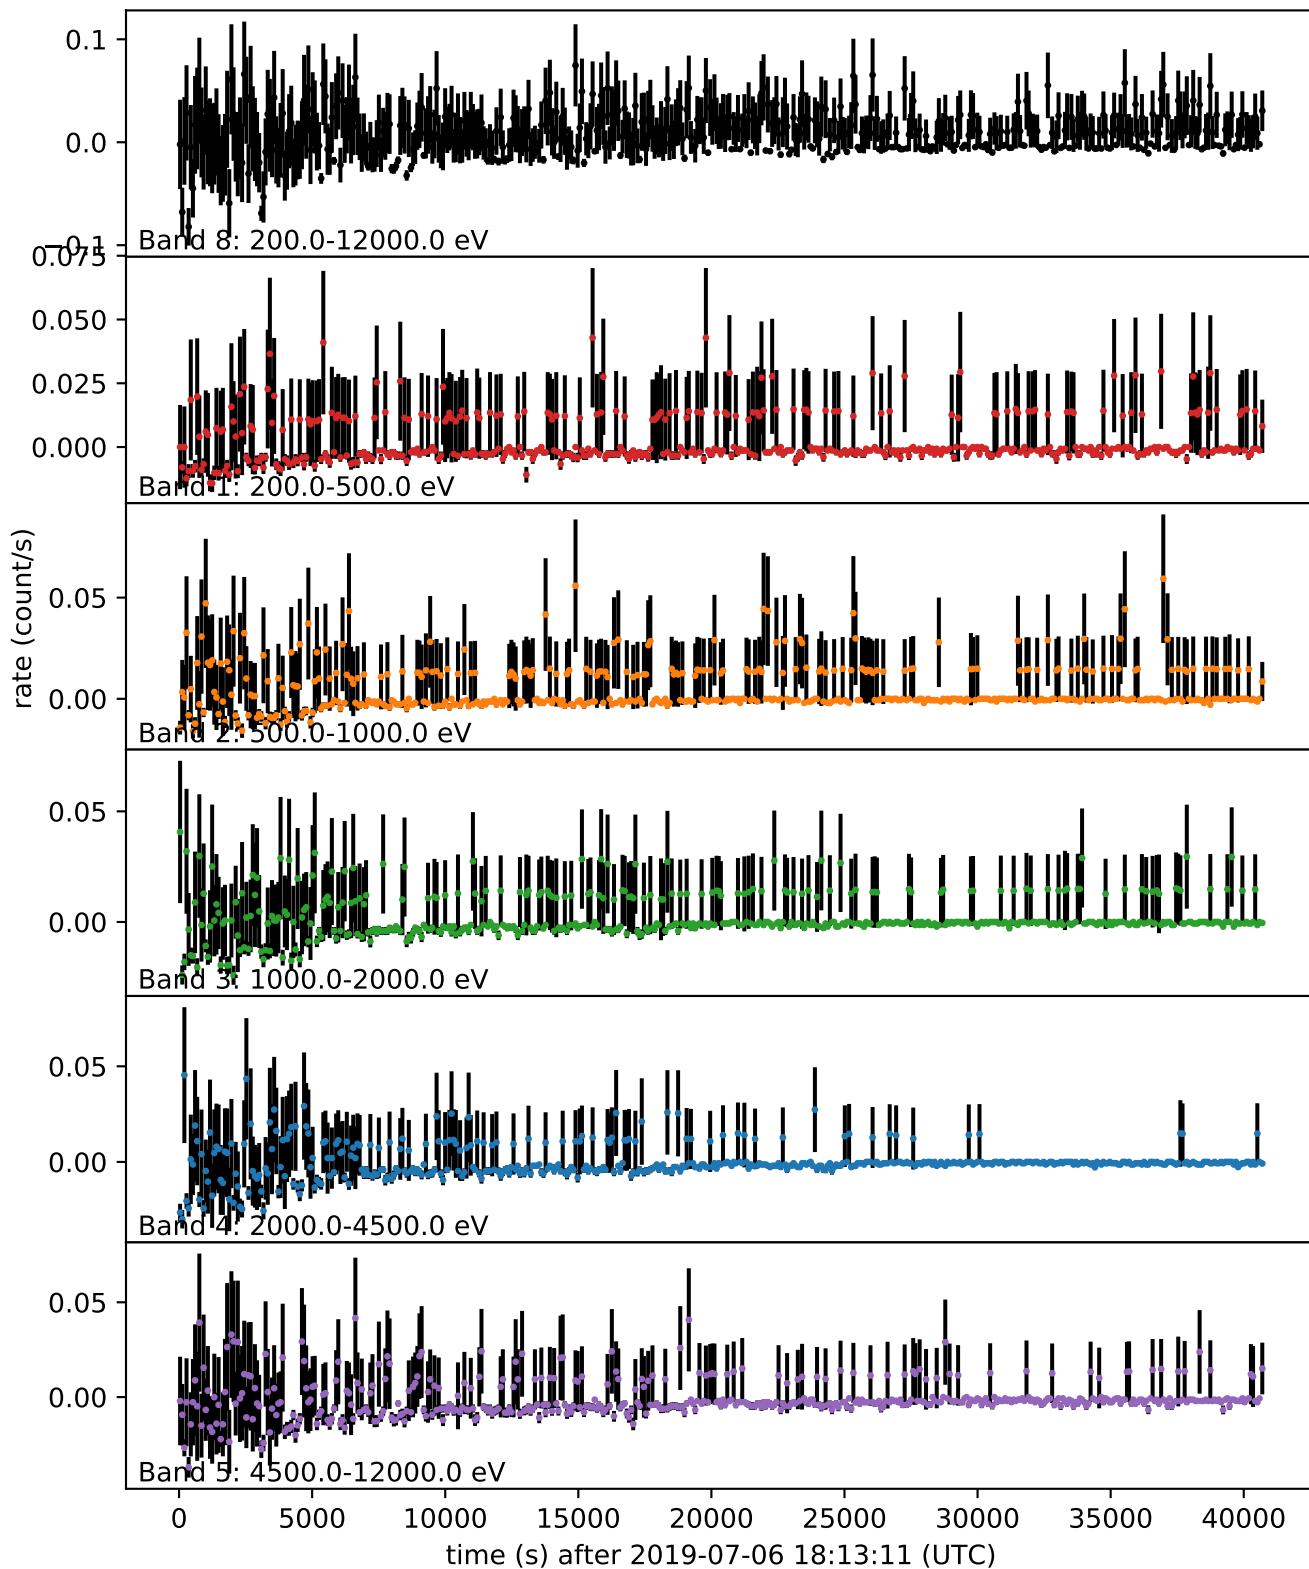 0.1
0.0
−0.1
Band 8: 200.0-12000.0 eV
0.075
0.050
0.025
0.000
Band 1: 200.0-500.0 eV
0.05
0.00
Band 2: 500.0-1000.0 eV
rate (count/s)
0.05
0.00
Band 3: 1000.0-2000.0 eV
0.05
0.00
Band 4: 2000.0-4500.0 eV
0.05
0.00
Band 5: 4500.0-12000.0 eV
0 5000 10000 15000 20000 25000 30000 35000 40000
time (s) after 2019-07-06 18:13:11 (UTC)